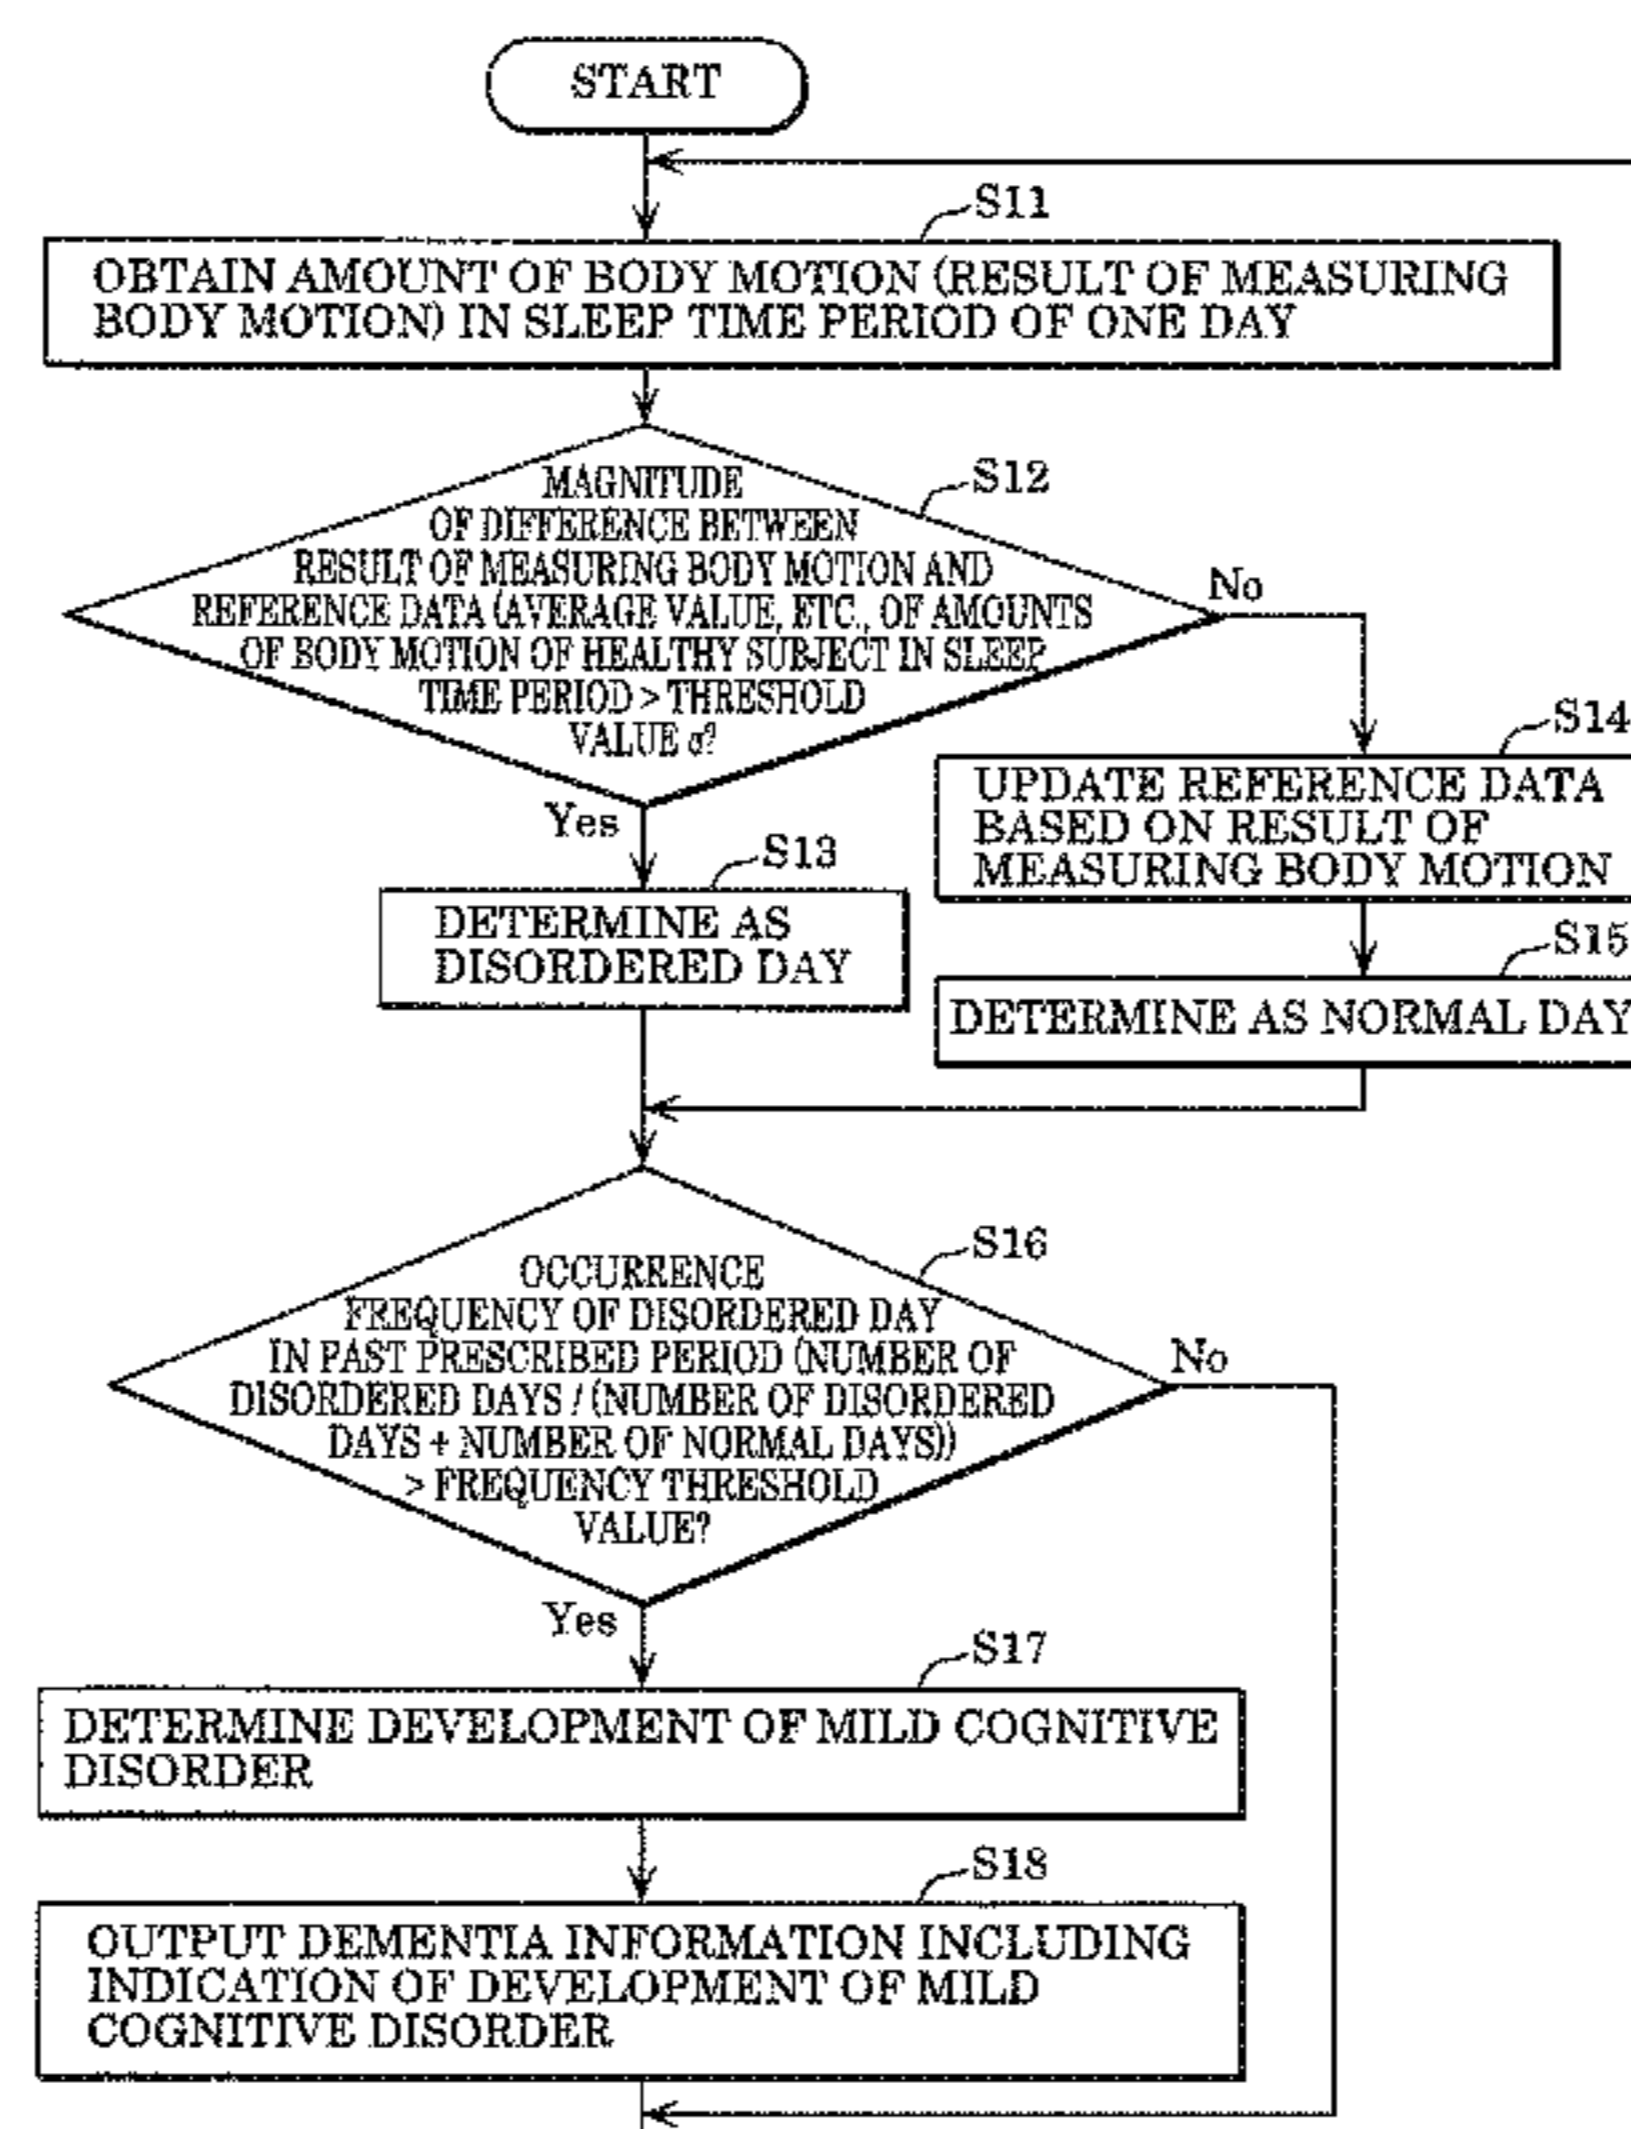 START
S11
OBTAIN AMOUNT OF BODY MOTION (RESULT OF MEASURING
BODY MOTION) IN SLEEP TIME PERIOD OF ONE DAY
S12
MAGNITUDE
OF DIFFERENCE BETWEEN
RESULT OF MEASURING BODY MOTION AND
REFERENCE DATA (AVERAGE VALUE, ETC., OF AMOUNTS
OF BODY MOTION OF HEALTHY SUBJECT IN SLEEP
TIME PERIOD > THRESHOLD
VALUE σ?
No
Yes
S14
UPDATE REFERENCE DATA
BASED ON RESULT OF
MEASURING BODY MOTION
S13
DETERMINE AS
DISORDERED DAY
S15
DETERMINE AS NORMAL DAY
S16
OCCURRENCE
FREQUENCY OF DISORDERED DAY
IN PAST PRESCRIBED PERIOD (NUMBER OF
DISORDERED DAYS / (NUMBER OF DISORDERED
DAYS + NUMBER OF NORMAL DAYS))
> FREQUENCY THRESHOLD
VALUE?
No
Yes
S17
DETERMINE DEVELOPMENT OF MILD COGNITIVE
DISORDER
S18
OUTPUT DEMENTIA INFORMATION INCLUDING
INDICATION OF DEVELOPMENT OF MILD
COGNITIVE DISORDER